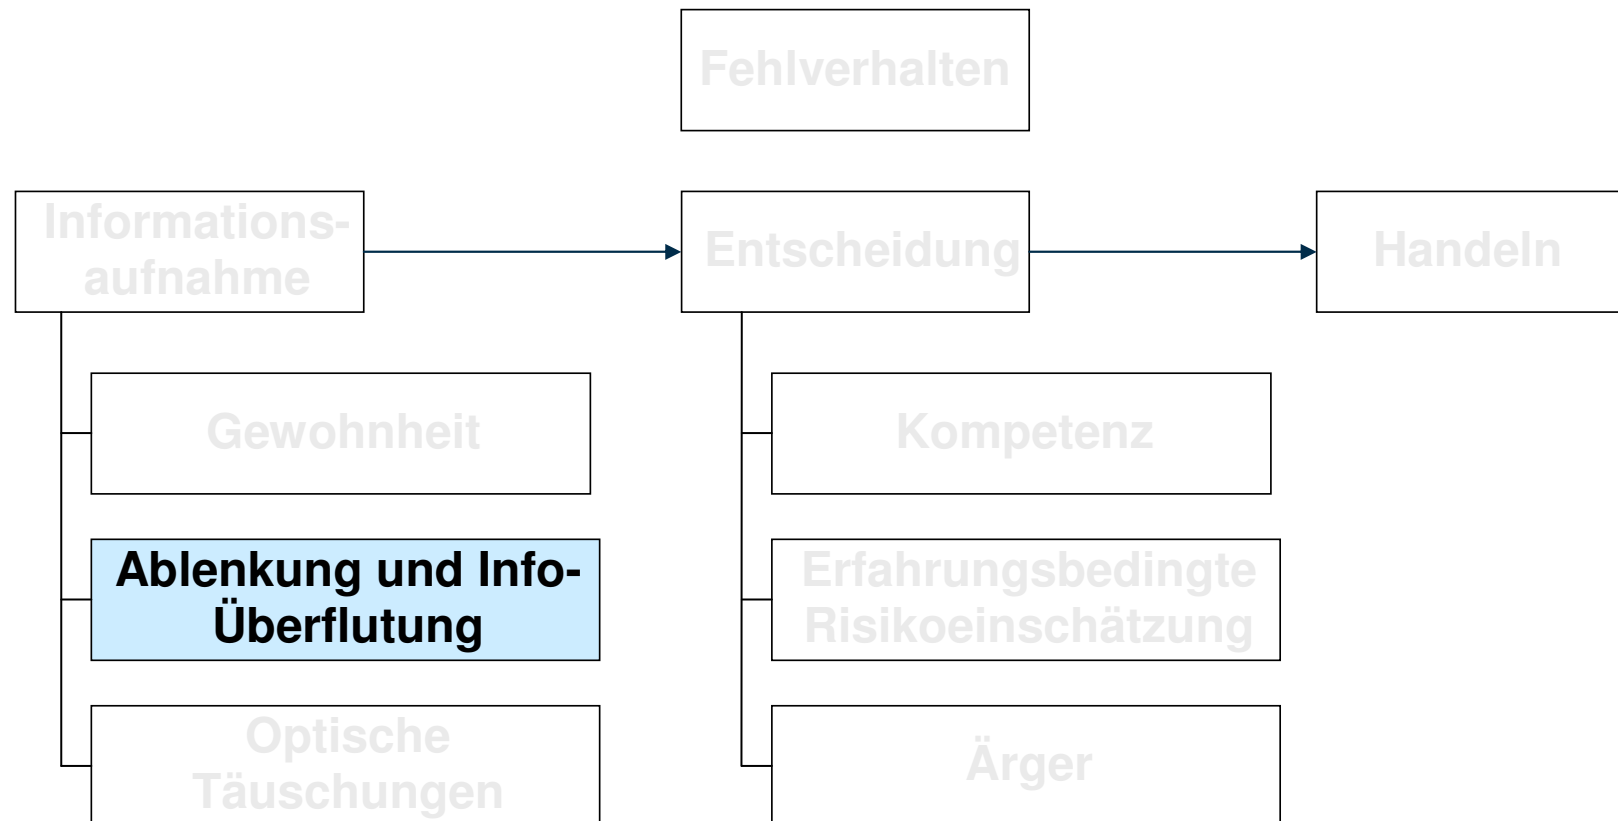 Fehlverhalten
Informations-
aufnahme
Entscheidung
Handeln
Gewohnheit
Kompetenz
Ablenkung und Info-
Überflutung
Erfahrungsbedingte
Risikoeinschätzung
Optische
Täuschungen
Ärger